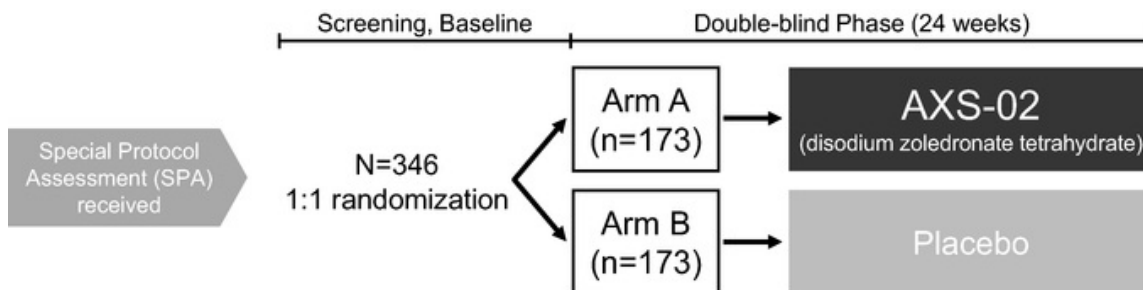 Screening, Baseline
Double-blind Phase (24 weeks)
Special Protocol
Assessment (SPA)
received
N=346
1:1 randomization
Arm A
(n=173)
AXS-02
(disodium zoledronate tetrahydrate)
Arm B
(n=173)
Placebo